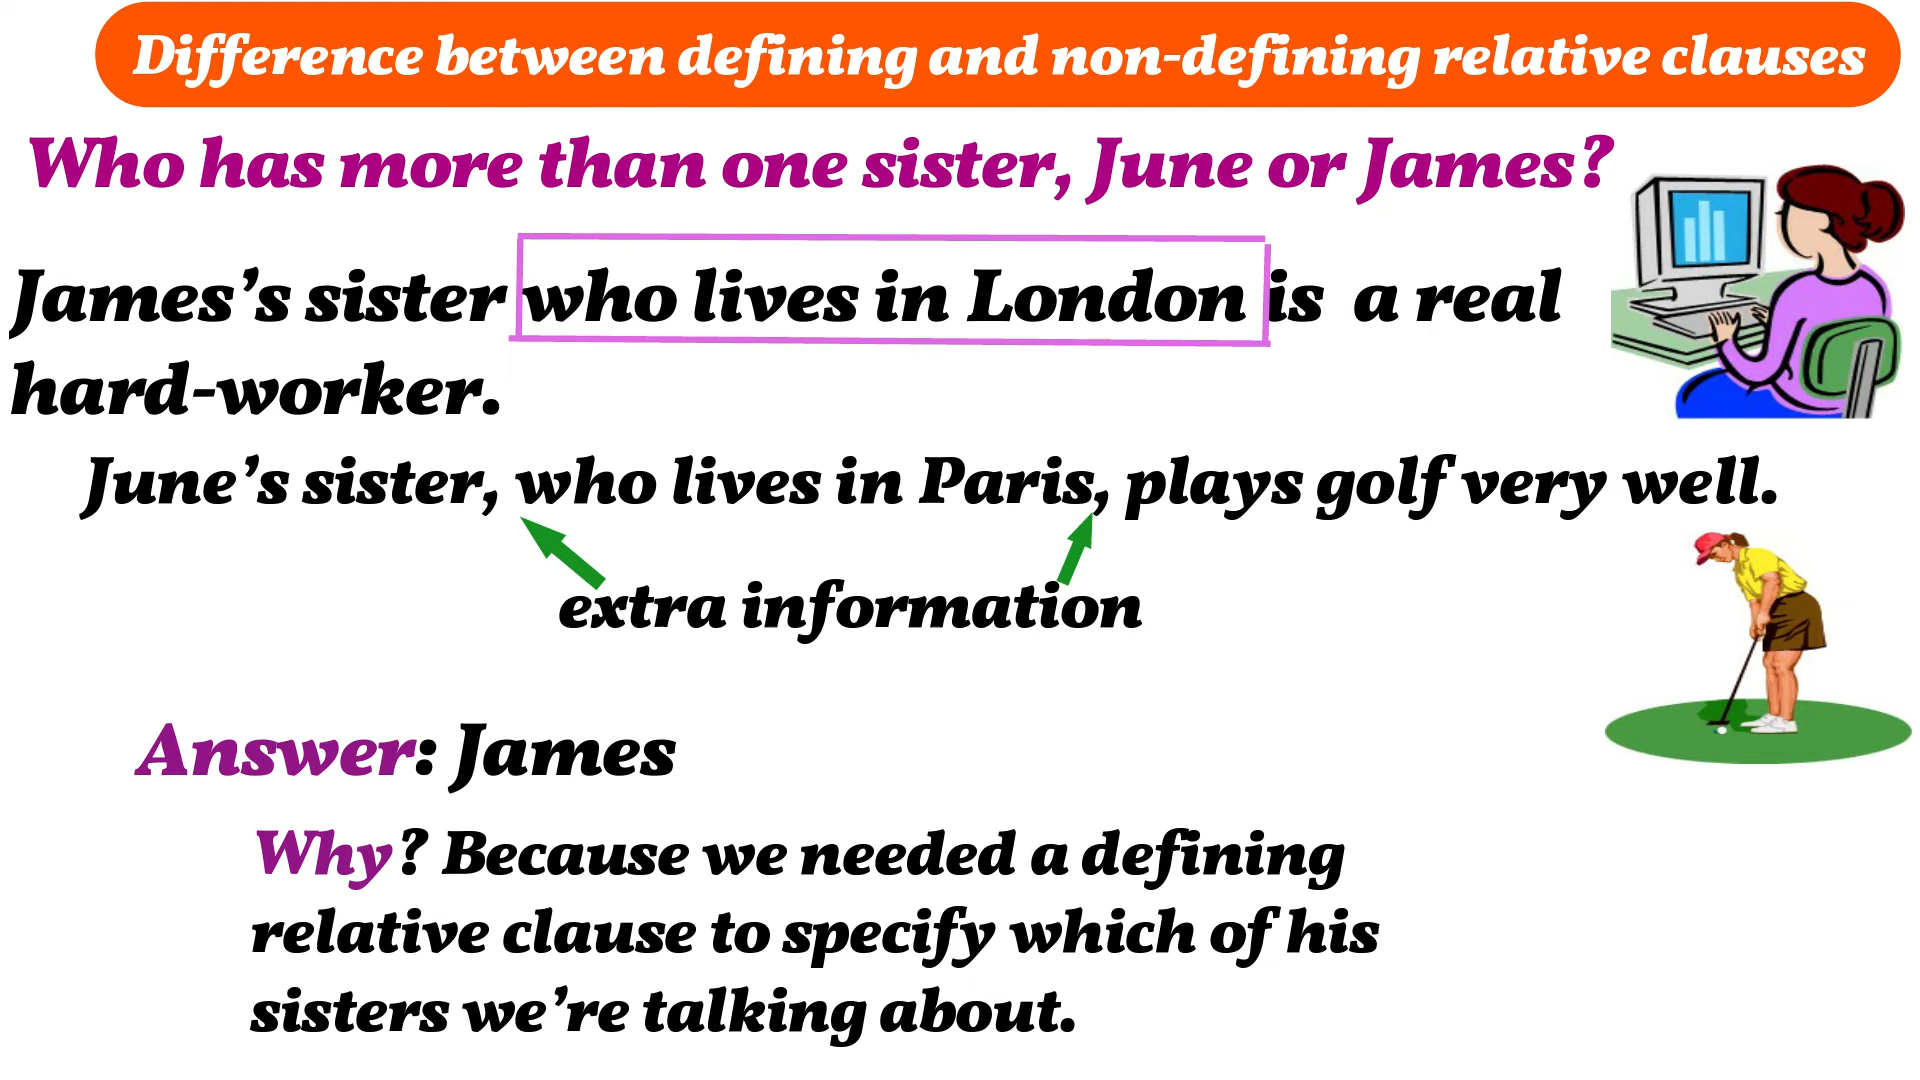 Difference between defining and non-defining relative clauses
Who has more than one sister, June or James?
James’s sister who lives in London is a real
hard-worker.
June’s sister, who lives in Paris, plays golf very well.
extra information
Answer: James
Why? Because we needed a defining
relative clause to specify which of his
sisters we’re talking about.